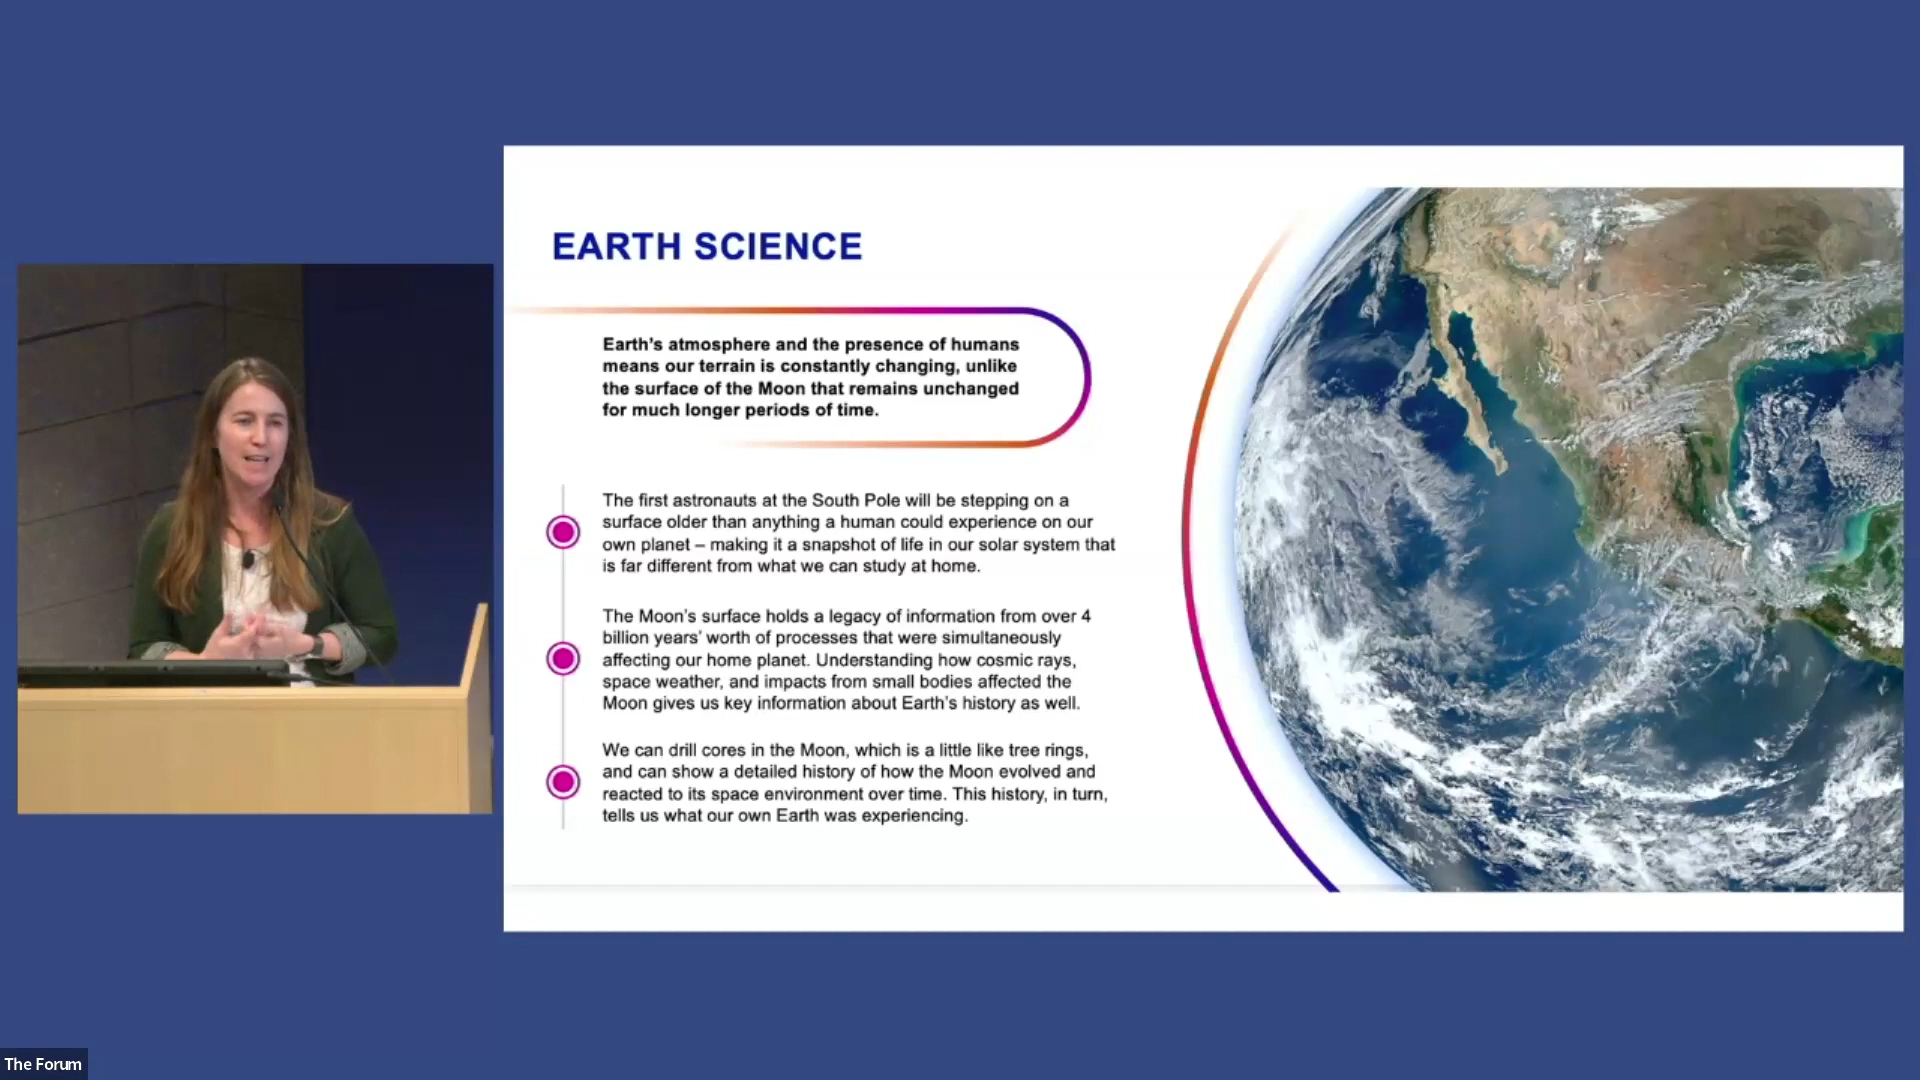 EARTH SCIENCE
Earth's atmosphere and the presence of humans
means our terrain is constantly changing, unlike
the surface of the Moon that remains unchanged
for much longer periods of time.
The first astronauts at the South Pole will be stepping on a
surface older than anything a human could experience on our
own planet – making it a snapshot of life in our solar system that
is far different from what we can study at home.
The Moon's surface holds a legacy of information from over 4
billion years' worth of processes that were simultaneously
affecting our home planet. Understanding how cosmic rays,
space weather, and impacts from small bodies affected the
Moon gives us key information about Earth's history as well.
We can drill cores in the Moon, which is a little like tree rings,
and can show a detailed history of how the Moon evolved and
reacted to its space environment over time. This history, in turn,
tells us what our own Earth was experiencing.
The Forum